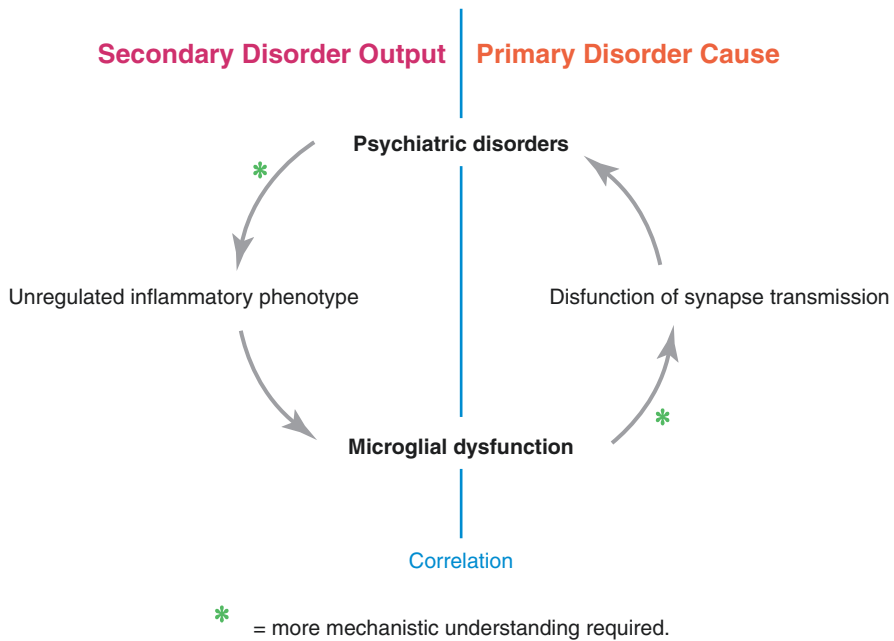 Secondary Disorder Output
Primary Disorder Cause
Psychiatric disorders
*
Unregulated inflammatory phenotype
Disfunction of synapse transmission
*
Microglial dysfunction
Correlation
* = more mechanistic understanding required.